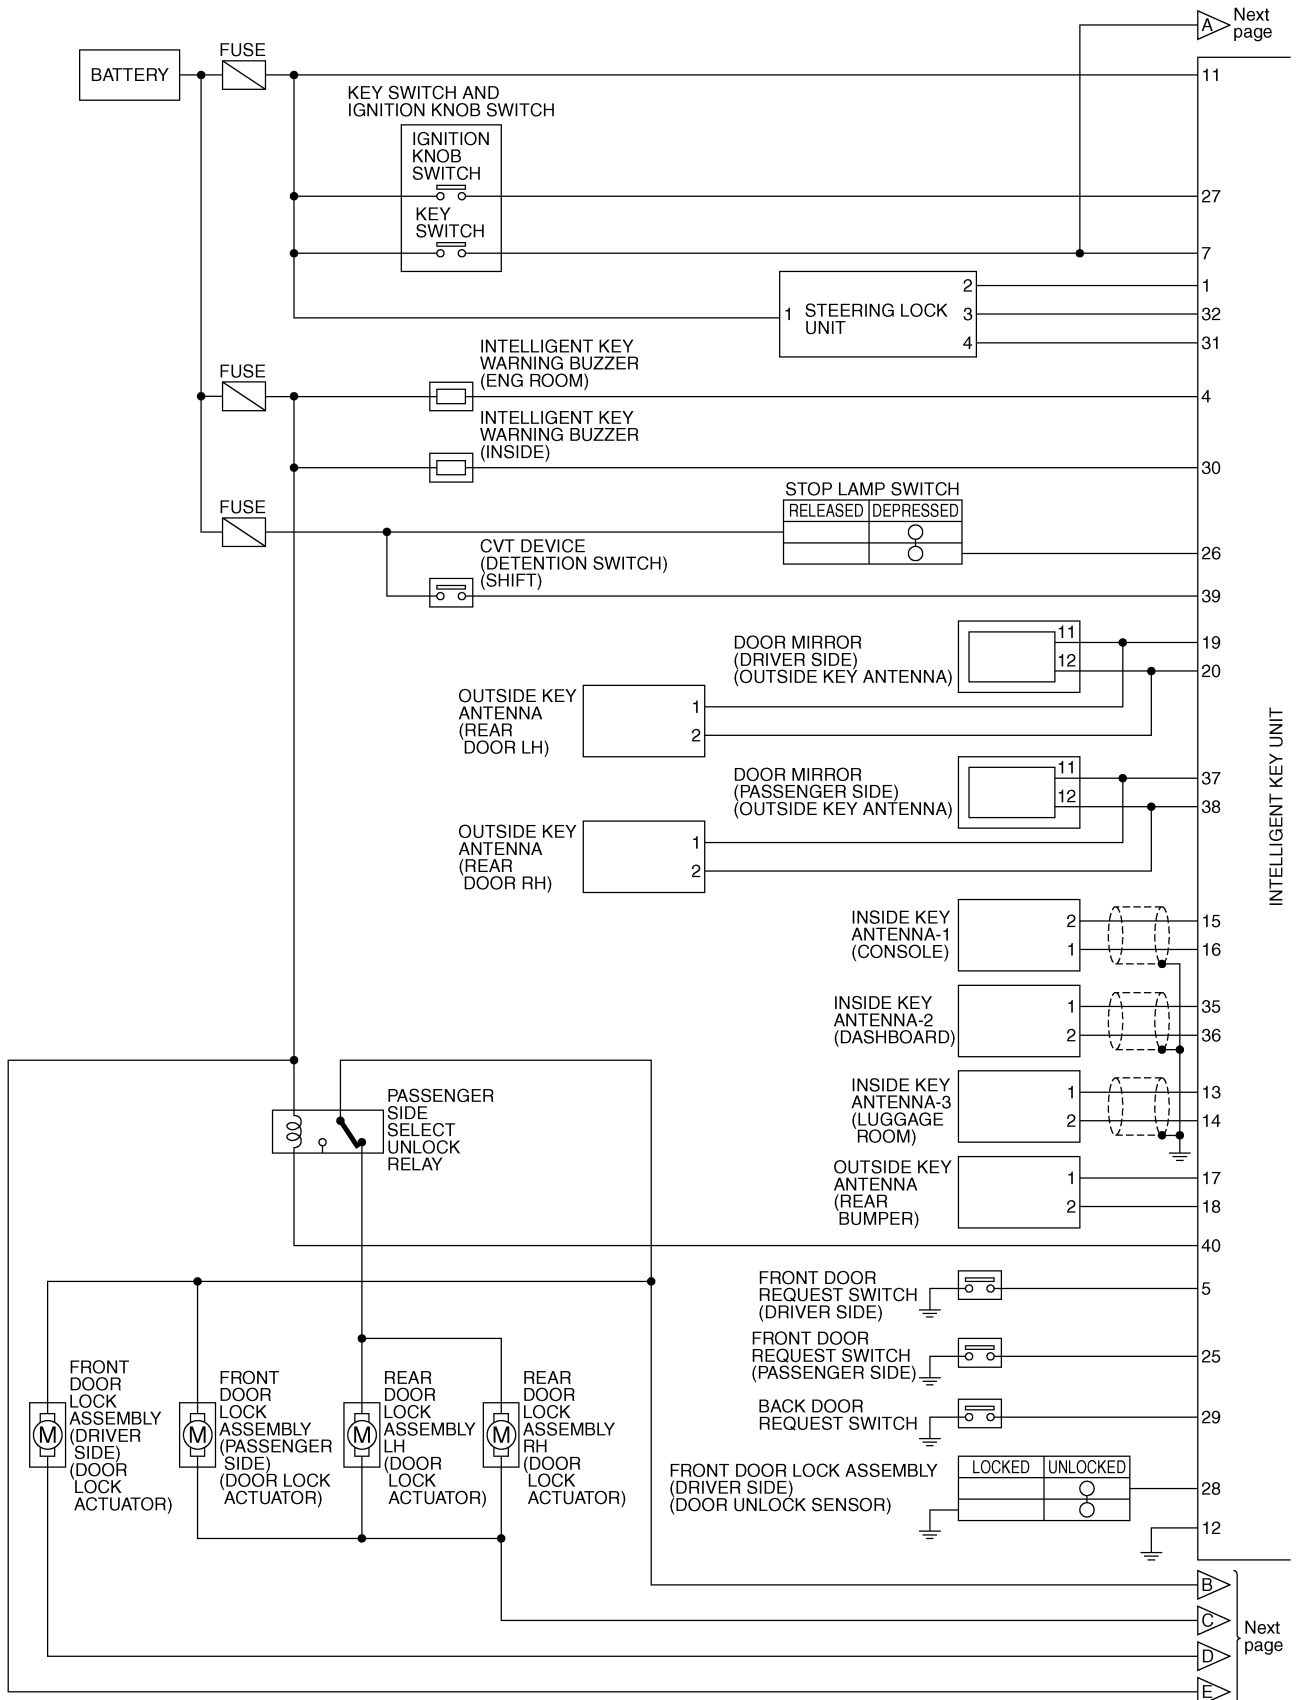 A
Next
page
BATTERY
FUSE
11
KEY SWITCH AND
IGNITION KNOB SWITCH
IGNITION
KNOB
SWITCH
27
KEY
SWITCH
7
1
STEERING LOCK
UNIT
2
3
4
1
32
31
INTELLIGENT KEY
WARNING BUZZER
(ENG ROOM)
FUSE
4
INTELLIGENT KEY
WARNING BUZZER
(INSIDE)
30
FUSE
STOP LAMP SWITCH
RELEASED
DEPRESSED
26
CVT DEVICE
(DETENTION SWITCH)
(SHIFT)
39
DOOR MIRROR
(DRIVER SIDE)
(OUTSIDE KEY ANTENNA)
11
12
19
20
OUTSIDE KEY
ANTENNA
(REAR
DOOR LH)
1
2
DOOR MIRROR
(PASSENGER SIDE)
(OUTSIDE KEY ANTENNA)
11
12
37
38
OUTSIDE KEY
ANTENNA
(REAR
DOOR RH)
1
2
INTELLIGENT KEY UNIT
INSIDE KEY
ANTENNA-1
(CONSOLE)
2
1
15
16
INSIDE KEY
ANTENNA-2
(DASHBOARD)
1
2
35
36
INSIDE KEY
ANTENNA-3
(LUGGAGE
ROOM)
1
2
13
14
PASSENGER
SIDE
SELECT
UNLOCK
RELAY
OUTSIDE KEY
ANTENNA
(REAR
BUMPER)
1
2
17
18
40
FRONT DOOR
REQUEST SWITCH
(DRIVER SIDE)
5
FRONT DOOR
REQUEST SWITCH
(PASSENGER SIDE)
25
BACK DOOR
REQUEST SWITCH
29
M
FRONT
DOOR
LOCK
ASSEMBLY
(DRIVER
SIDE)
(DOOR
LOCK
ACTUATOR)
M
FRONT
DOOR
LOCK
ASSEMBLY
(PASSENGER
SIDE)
(DOOR LOCK
ACTUATOR)
M
REAR
DOOR
LOCK
ASSEMBLY
LH
(DOOR
LOCK
ACTUATOR)
M
REAR
DOOR
LOCK
ASSEMBLY
RH
(DOOR
LOCK
ACTUATOR)
FRONT DOOR LOCK ASSEMBLY
(DRIVER SIDE)
(DOOR UNLOCK SENSOR)
LOCKED
UNLOCKED
28
12
B
C
D
E
Next
page